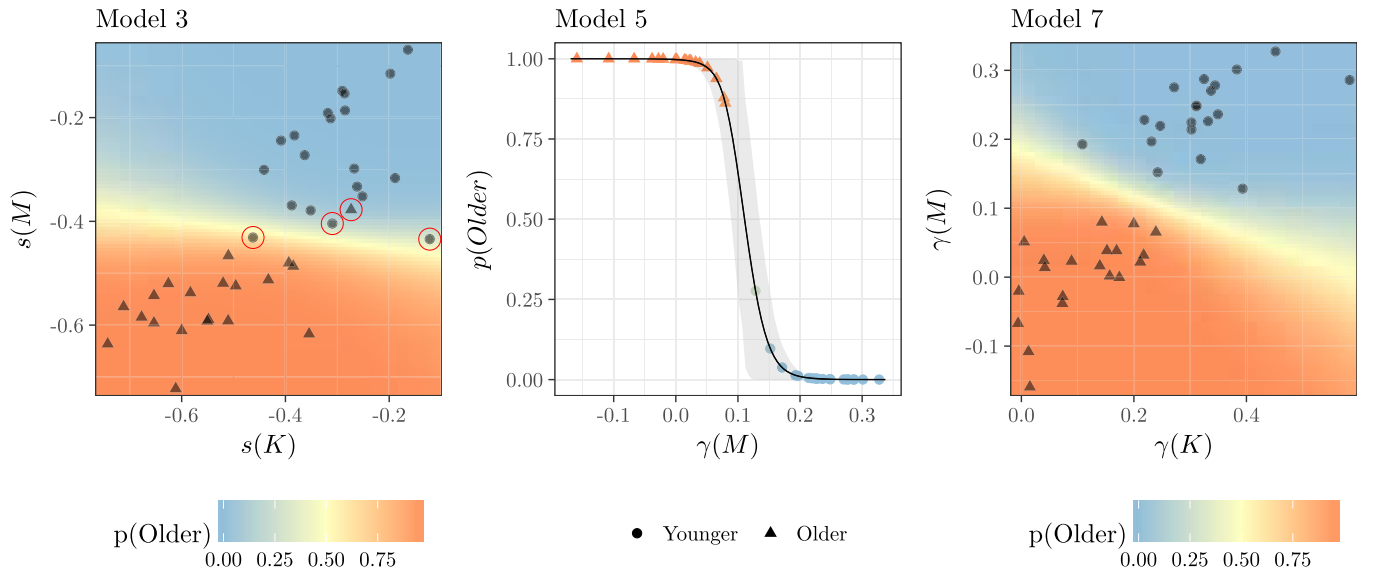 Model 3
Model 5
Model 7
s(M)
-0.2
-0.4
-0.6
-0.6 -0.4 -0.2
s(K)
p(Older)
1.00
0.75
0.50
0.25
0.00
-0.1 0.0 0.1 0.2 0.3
γ(M)
γ(M)
0.3
0.2
0.1
0.0
-0.1
0.0 0.2 0.4
γ(K)
p(Older)
0.00 0.25 0.50 0.75
Younger Older
p(Older)
0.00 0.25 0.50 0.75